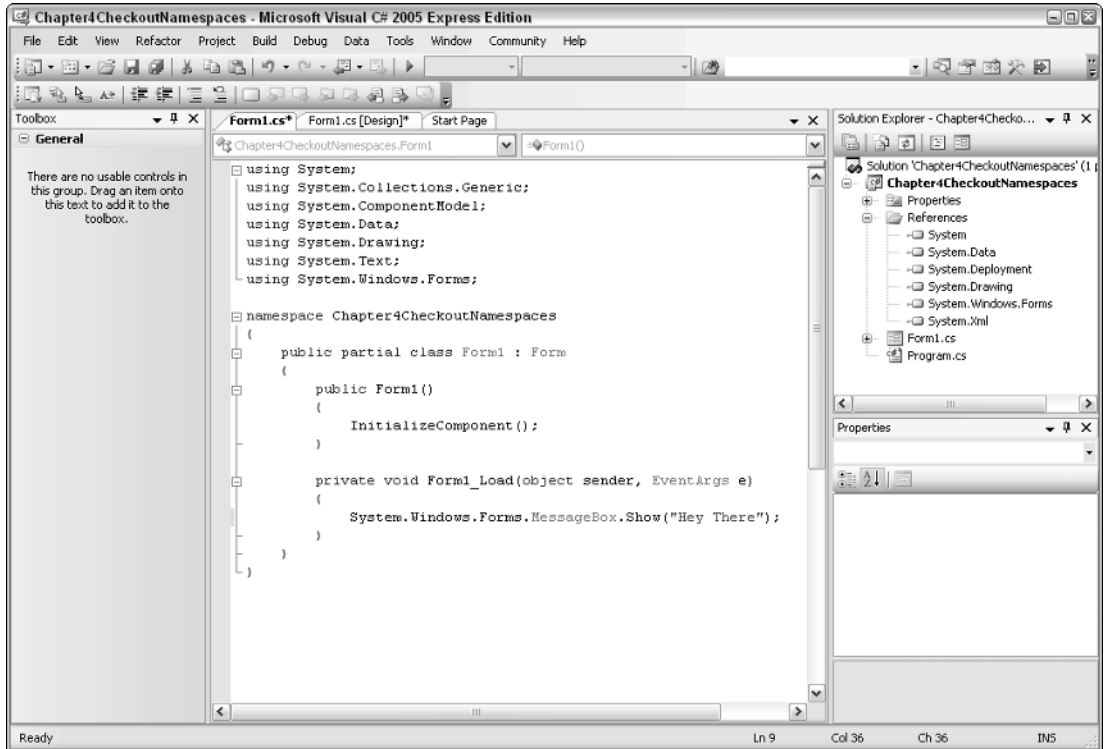 Chapter4CheckoutNamespaces - Microsoft Visual C# 2005 Express Edition
File Edit View Refactor Project Build Debug Data Tools Window Community Help
Toolbox
General
There are no usable controls in
this group. Drag an item onto
this text to add it to the
toolbox.
Form1.cs* Form1.cs [Design]* Start Page
Chapter4CheckoutNamespaces.Form1 Form1()
using System;
using System.Collections.Generic;
using System.ComponentModel;
using System.Data;
using System.Drawing;
using System.Text;
using System.Windows.Forms;
namespace Chapter4CheckoutNamespaces
{
public partial class Form1 : Form
{
public Form1()
{
InitializeComponent();
}
private void Form1_Load(object sender, EventArgs e)
{
System.Windows.Forms.MessageBox.Show("Hey There");
}
}
}
Solution Explorer - Chapter4Checko...
Solution 'Chapter4CheckoutNamespaces' (1 p
Chapter4CheckoutNamespaces
Properties
References
System
System.Data
System.Deployment
System.Drawing
System.Windows.Forms
System.Xml
Form1.cs
Program.cs
Properties
Ready Ln 9 Col 36 Ch 36 INS